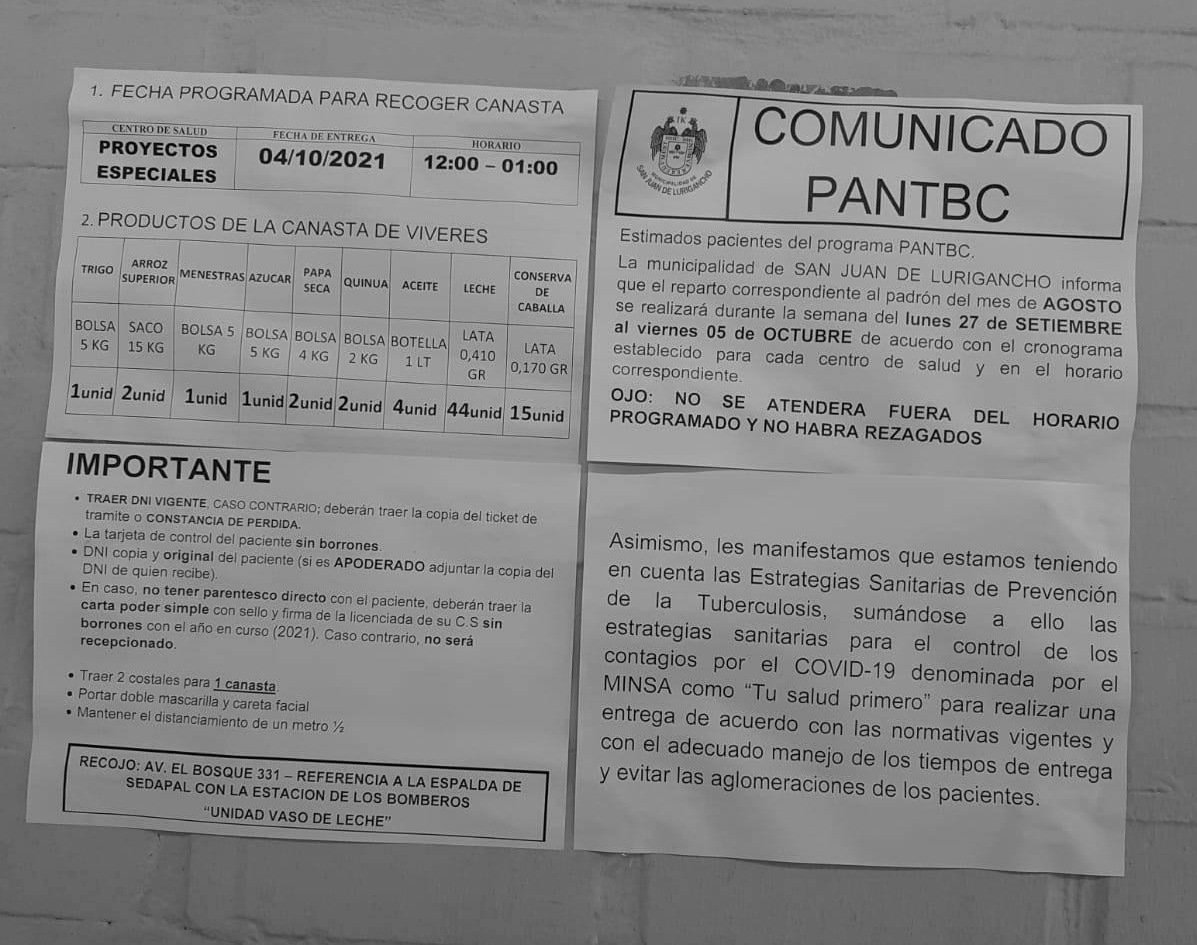 1. FECHA PROGRAMADA PARA RECOGER CANASTA
CENTRO DE SALUD FECHA DE ENTREGA HORARIO
PROYECTOS ESPECIALES 04/10/2021 12:00 – 01:00
2. PRODUCTOS DE LA CANASTA DE VIVERES
TRIGO ARROZ SUPERIOR MENESTRAS AZUCAR PAPA SECA QUINUA ACEITE LECHE CONSERVA DE CABALLA
BOLSA 5 KG SACO 15 KG BOLSA 5 KG BOLSA 5 KG BOLSA 4 KG BOLSA 2 KG BOTELLA 1 LT LATA 0,410 GR LATA 0,170 GR
1unid 2unid 1unid 1unid 2unid 2unid 4unid 44unid 15unid
IMPORTANTE
• TRAER DNI VIGENTE, CASO CONTRARIO; deberán traer la copia del ticket de
tramite o CONSTANCIA DE PERDIDA.
• La tarjeta de control del paciente sin borrones.
• DNI copia y original del paciente (si es APODERADO adjuntar la copia del
DNI de quien recibe).
• En caso, no tener parentesco directo con el paciente, deberán traer la
carta poder simple con sello y firma de la licenciada de su C.S sin
borrones con el año en curso (2021). Caso contrario, no será
recepcionado.
• Traer 2 costales para 1 canasta.
• Portar doble mascarilla y careta facial
• Mantener el distanciamiento de un metro ½
RECOJO: AV. EL BOSQUE 331 – REFERENCIA A LA ESPALDA DE
SEDAPAL CON LA ESTACION DE LOS BOMBEROS
“UNIDAD VASO DE LECHE”
MUNICIPALIDAD DE
SAN JUAN DE LURIGANCHO
COMUNICADO
PANTBC
Estimados pacientes del programa PANTBC.
La municipalidad de SAN JUAN DE LURIGANCHO informa
que el reparto correspondiente al padrón del mes de AGOSTO
se realizará durante la semana del lunes 27 de SETIEMBRE
al viernes 05 de OCTUBRE de acuerdo con el cronograma
establecido para cada centro de salud y en el horario
correspondiente.
OJO: NO SE ATENDERA FUERA DEL HORARIO
PROGRAMADO Y NO HABRA REZAGADOS
Asimismo, les manifestamos que estamos teniendo
en cuenta las Estrategias Sanitarias de Prevención
de la Tuberculosis, sumándose a ello las
estrategias sanitarias para el control de los
contagios por el COVID-19 denominada por el
MINSA como “Tu salud primero” para realizar una
entrega de acuerdo con las normativas vigentes y
con el adecuado manejo de los tiempos de entrega
y evitar las aglomeraciones de los pacientes.